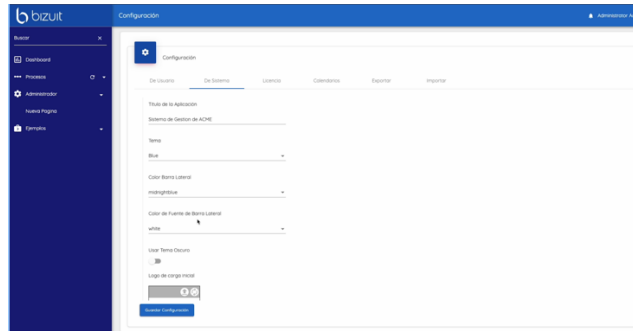 bizuit
Configuración
Administrador
Buscar
Dashboard
Procesos
Administrador
Nueva Pagina
Ejemplos
Configuración
De Usuario
De Sistema
Licencia
Calendarios
Exportar
Importar
Título de la Aplicación
Sistema de Gestion de ACME
Tema
Blue
Color Barra Lateral
midnightblue
Color de Fuente de Barra Lateral
white
Usar Tema Oscuro
Logo de carga inicial
Guardar Configuración